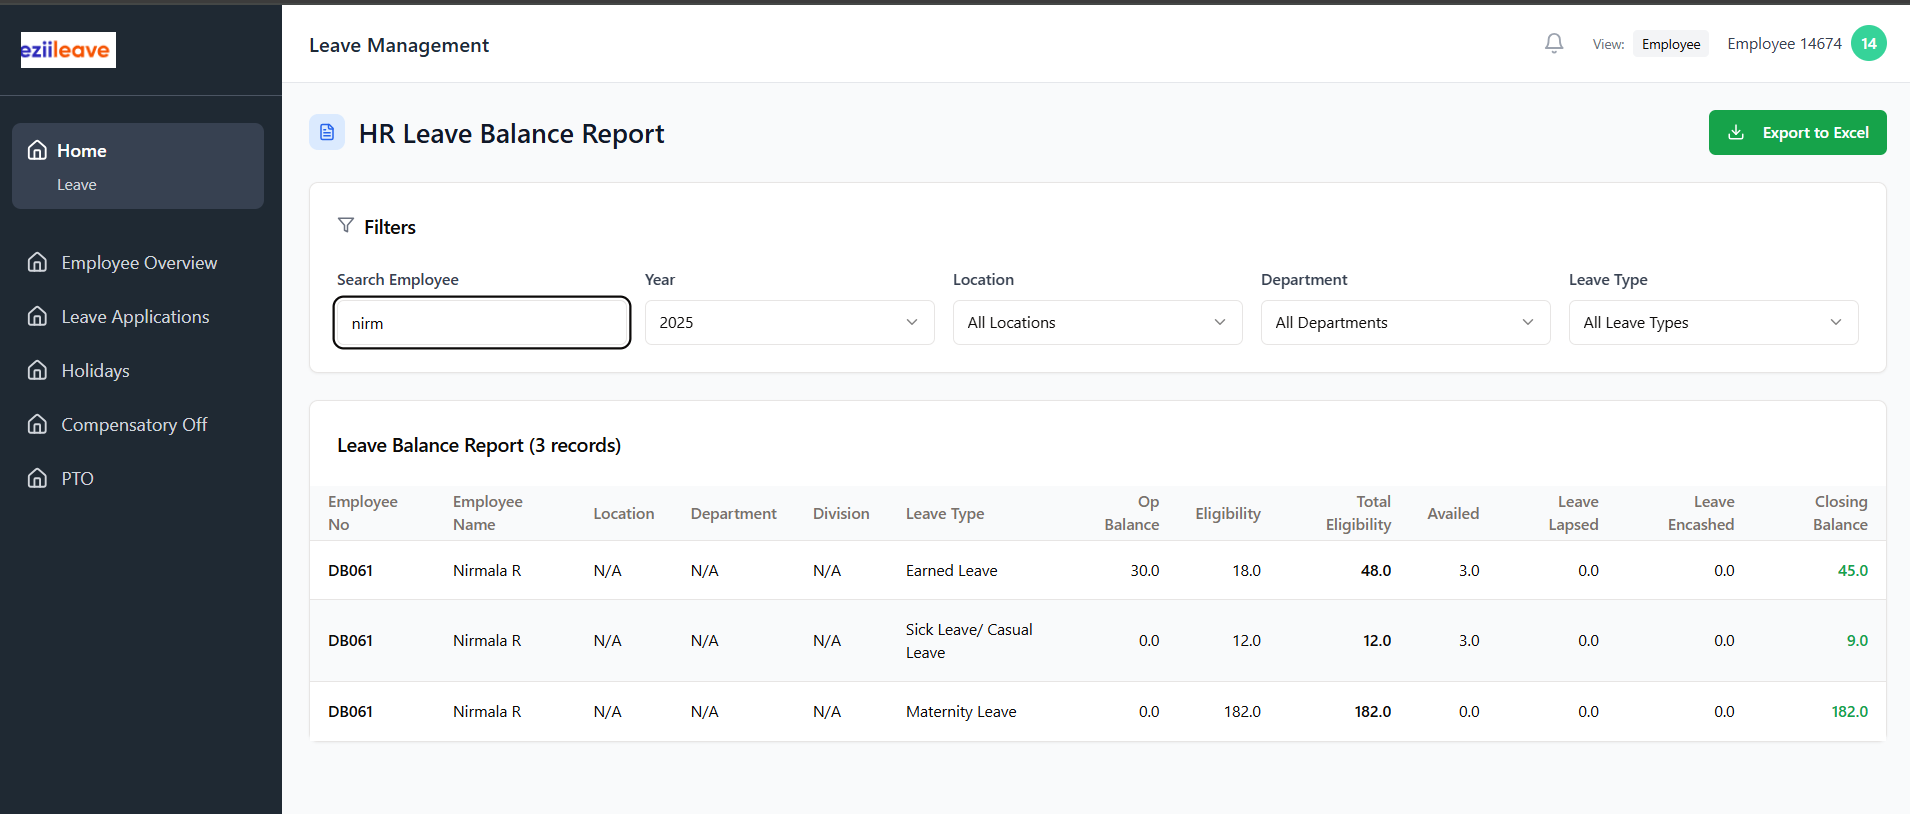 eziileave
Leave Management
View: Employee Employee 14674 14
Home
Leave
Employee Overview
Leave Applications
Holidays
Compensatory Off
PTO
HR Leave Balance Report
Export to Excel
Filters
Search Employee Year Location Department Leave Type
nirm 2025 All Locations All Departments All Leave Types
Leave Balance Report (3 records)
Employee No Employee Name Location Department Division Leave Type Op Balance Eligibility Total Eligibility Availed Leave Lapsed Leave Encashed Closing Balance
DB061 Nirmala R N/A N/A N/A Earned Leave 30.0 18.0 48.0 3.0 0.0 0.0 45.0
DB061 Nirmala R N/A N/A N/A Sick Leave/ Casual Leave 0.0 12.0 12.0 3.0 0.0 0.0 9.0
DB061 Nirmala R N/A N/A N/A Maternity Leave 0.0 182.0 182.0 0.0 0.0 0.0 182.0